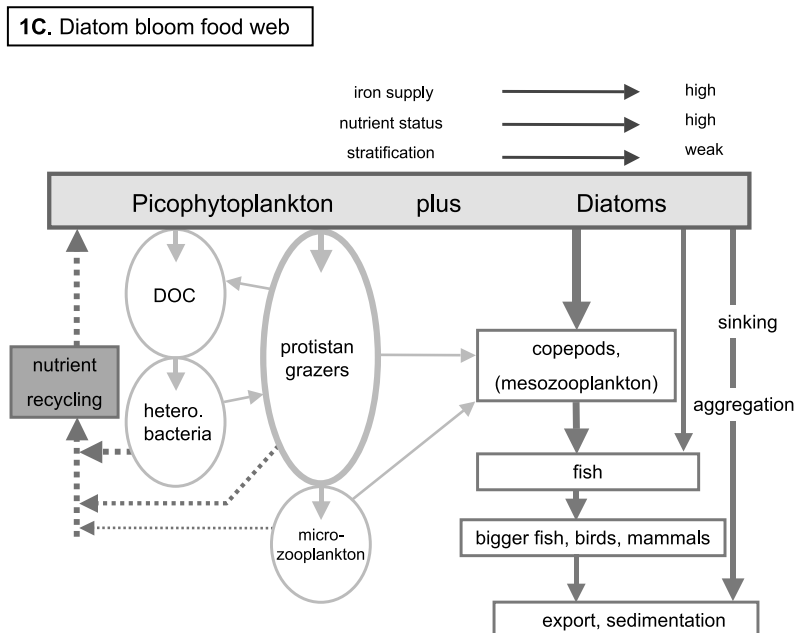 1C. Diatom bloom food web
iron supply high
nutrient status high
stratification weak
Picophytoplankton plus Diatoms
DOC
sinking
protistan
grazers
copepods,
(mesozooplankton)
nutrient
recycling
hetero.
bacteria
aggregation
fish
micro-
zooplankton
bigger fish, birds, mammals
export, sedimentation